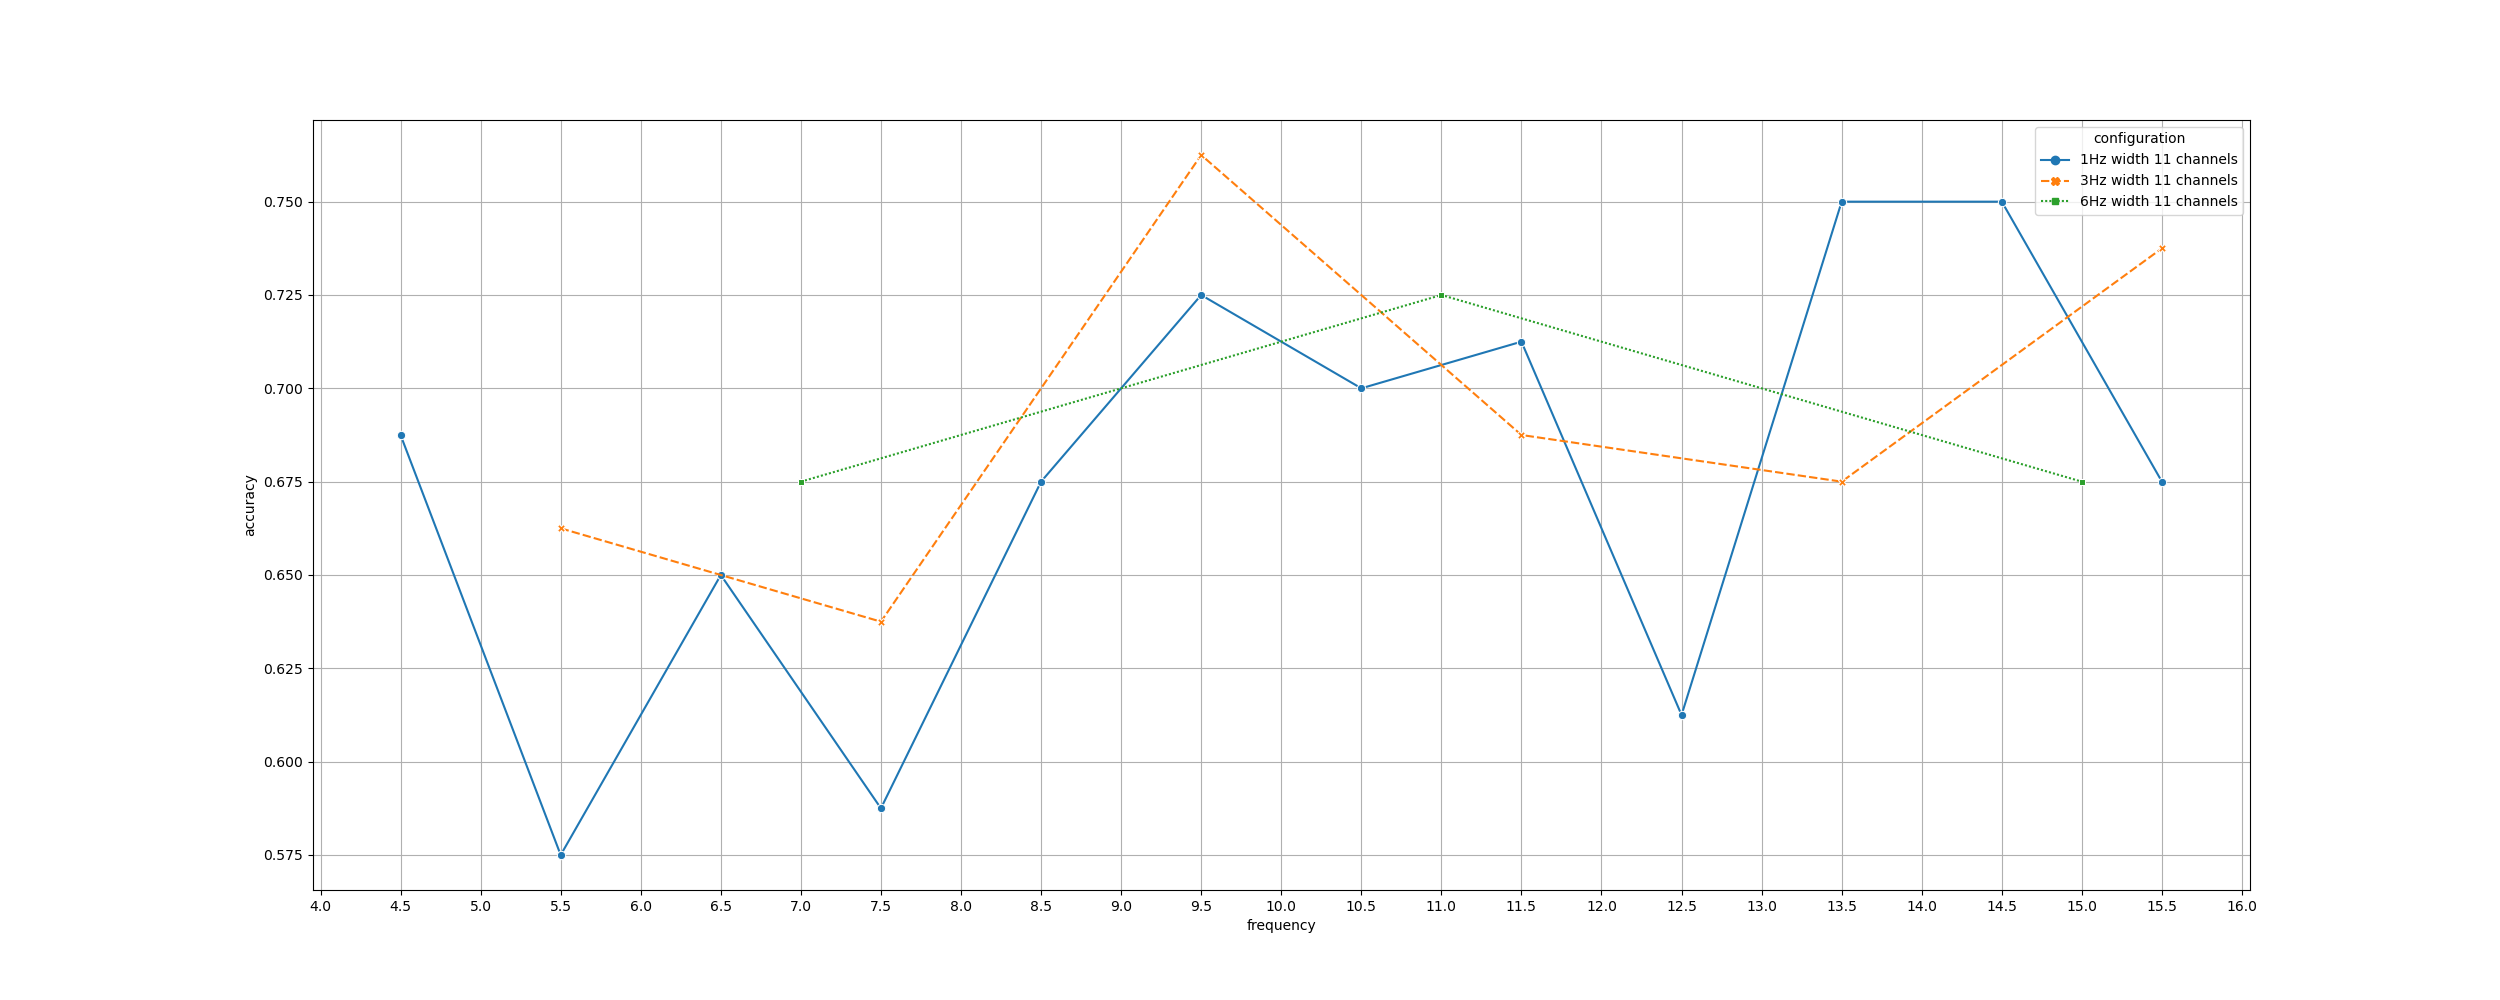 configuration
1Hz width 11 channels
3Hz width 11 channels
6Hz width 11 channels
0.750
0.725
0.700
0.675
0.650
0.625
0.600
0.575
accuracy
4.0 4.5 5.0 5.5 6.0 6.5 7.0 7.5 8.0 8.5 9.0 9.5 10.0 10.5 11.0 11.5 12.0 12.5 13.0 13.5 14.0 14.5 15.0 15.5 16.0
frequency